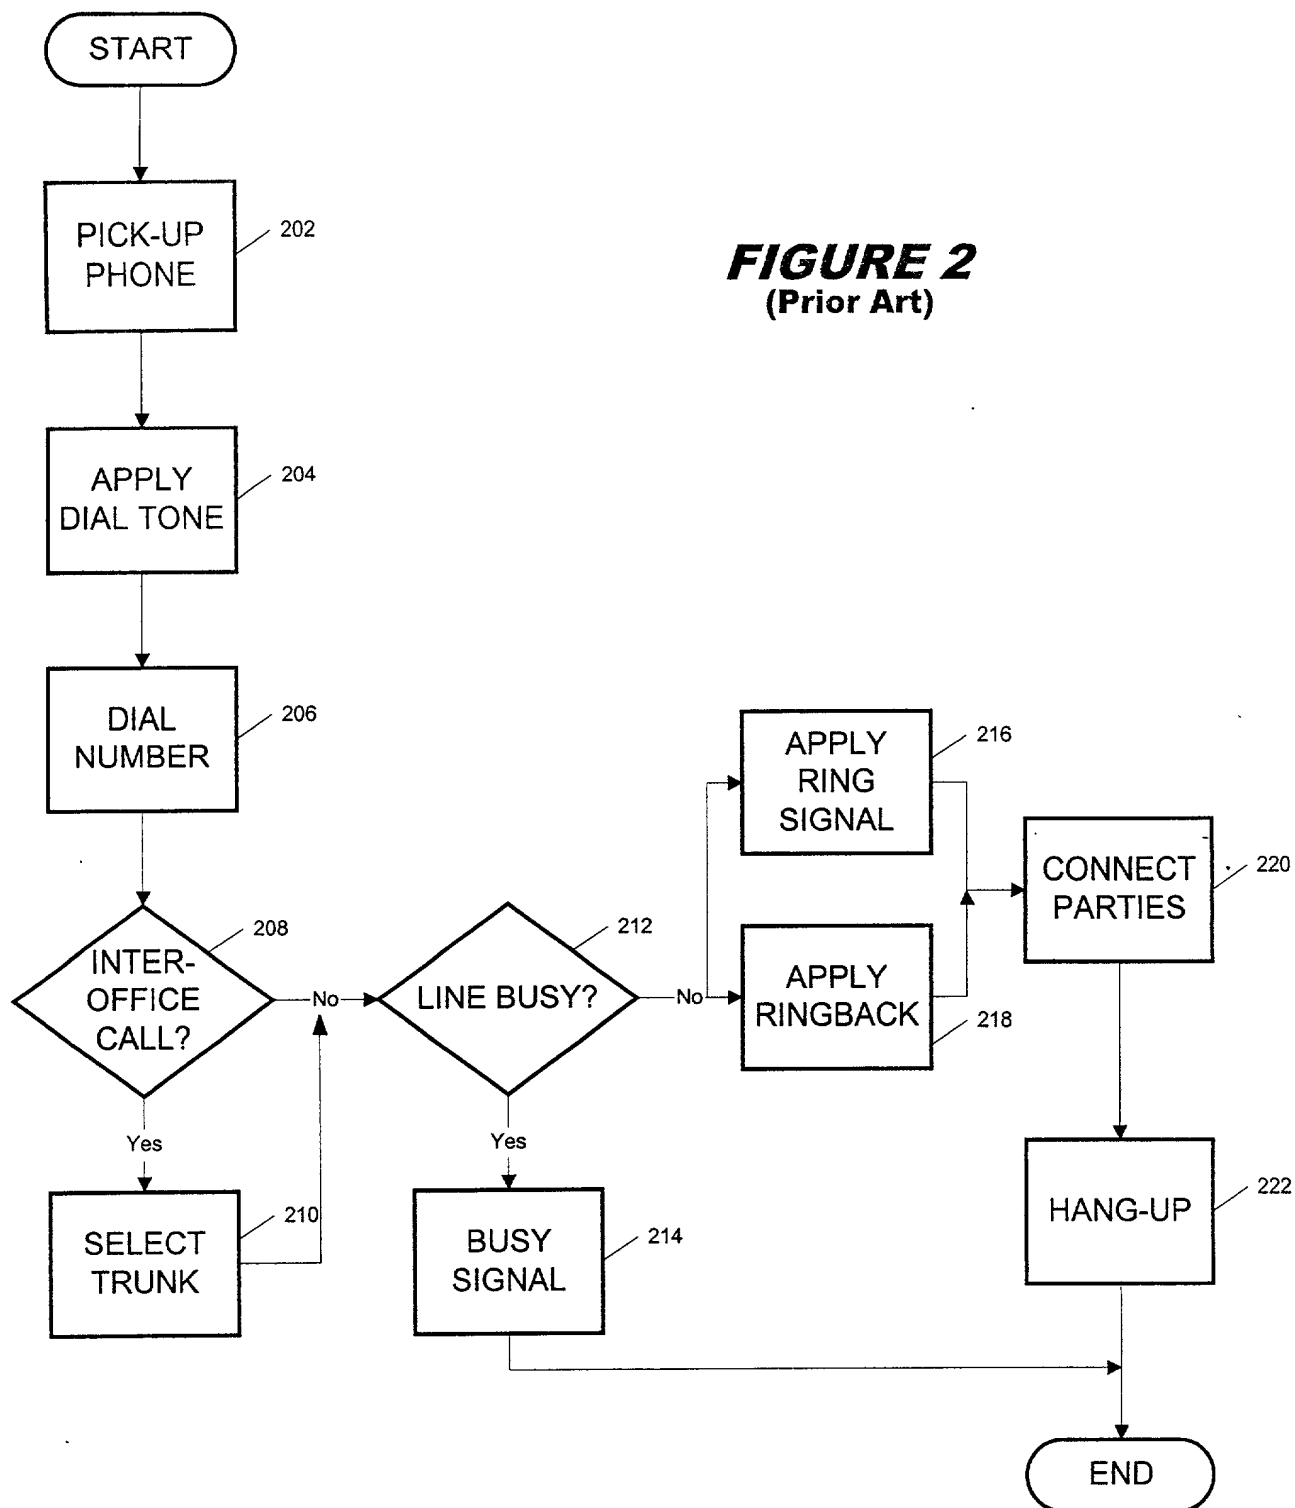 START
PICK-UP
PHONE
202
FIGURE 2
(Prior Art)
APPLY
DIAL TONE
204
DIAL
NUMBER
206
INTER-
OFFICE
CALL?
208
No
Yes
SELECT
TRUNK
210
LINE BUSY?
212
No
Yes
BUSY
SIGNAL
214
APPLY
RING
SIGNAL
216
APPLY
RINGBACK
218
CONNECT
PARTIES
220
HANG-UP
222
END